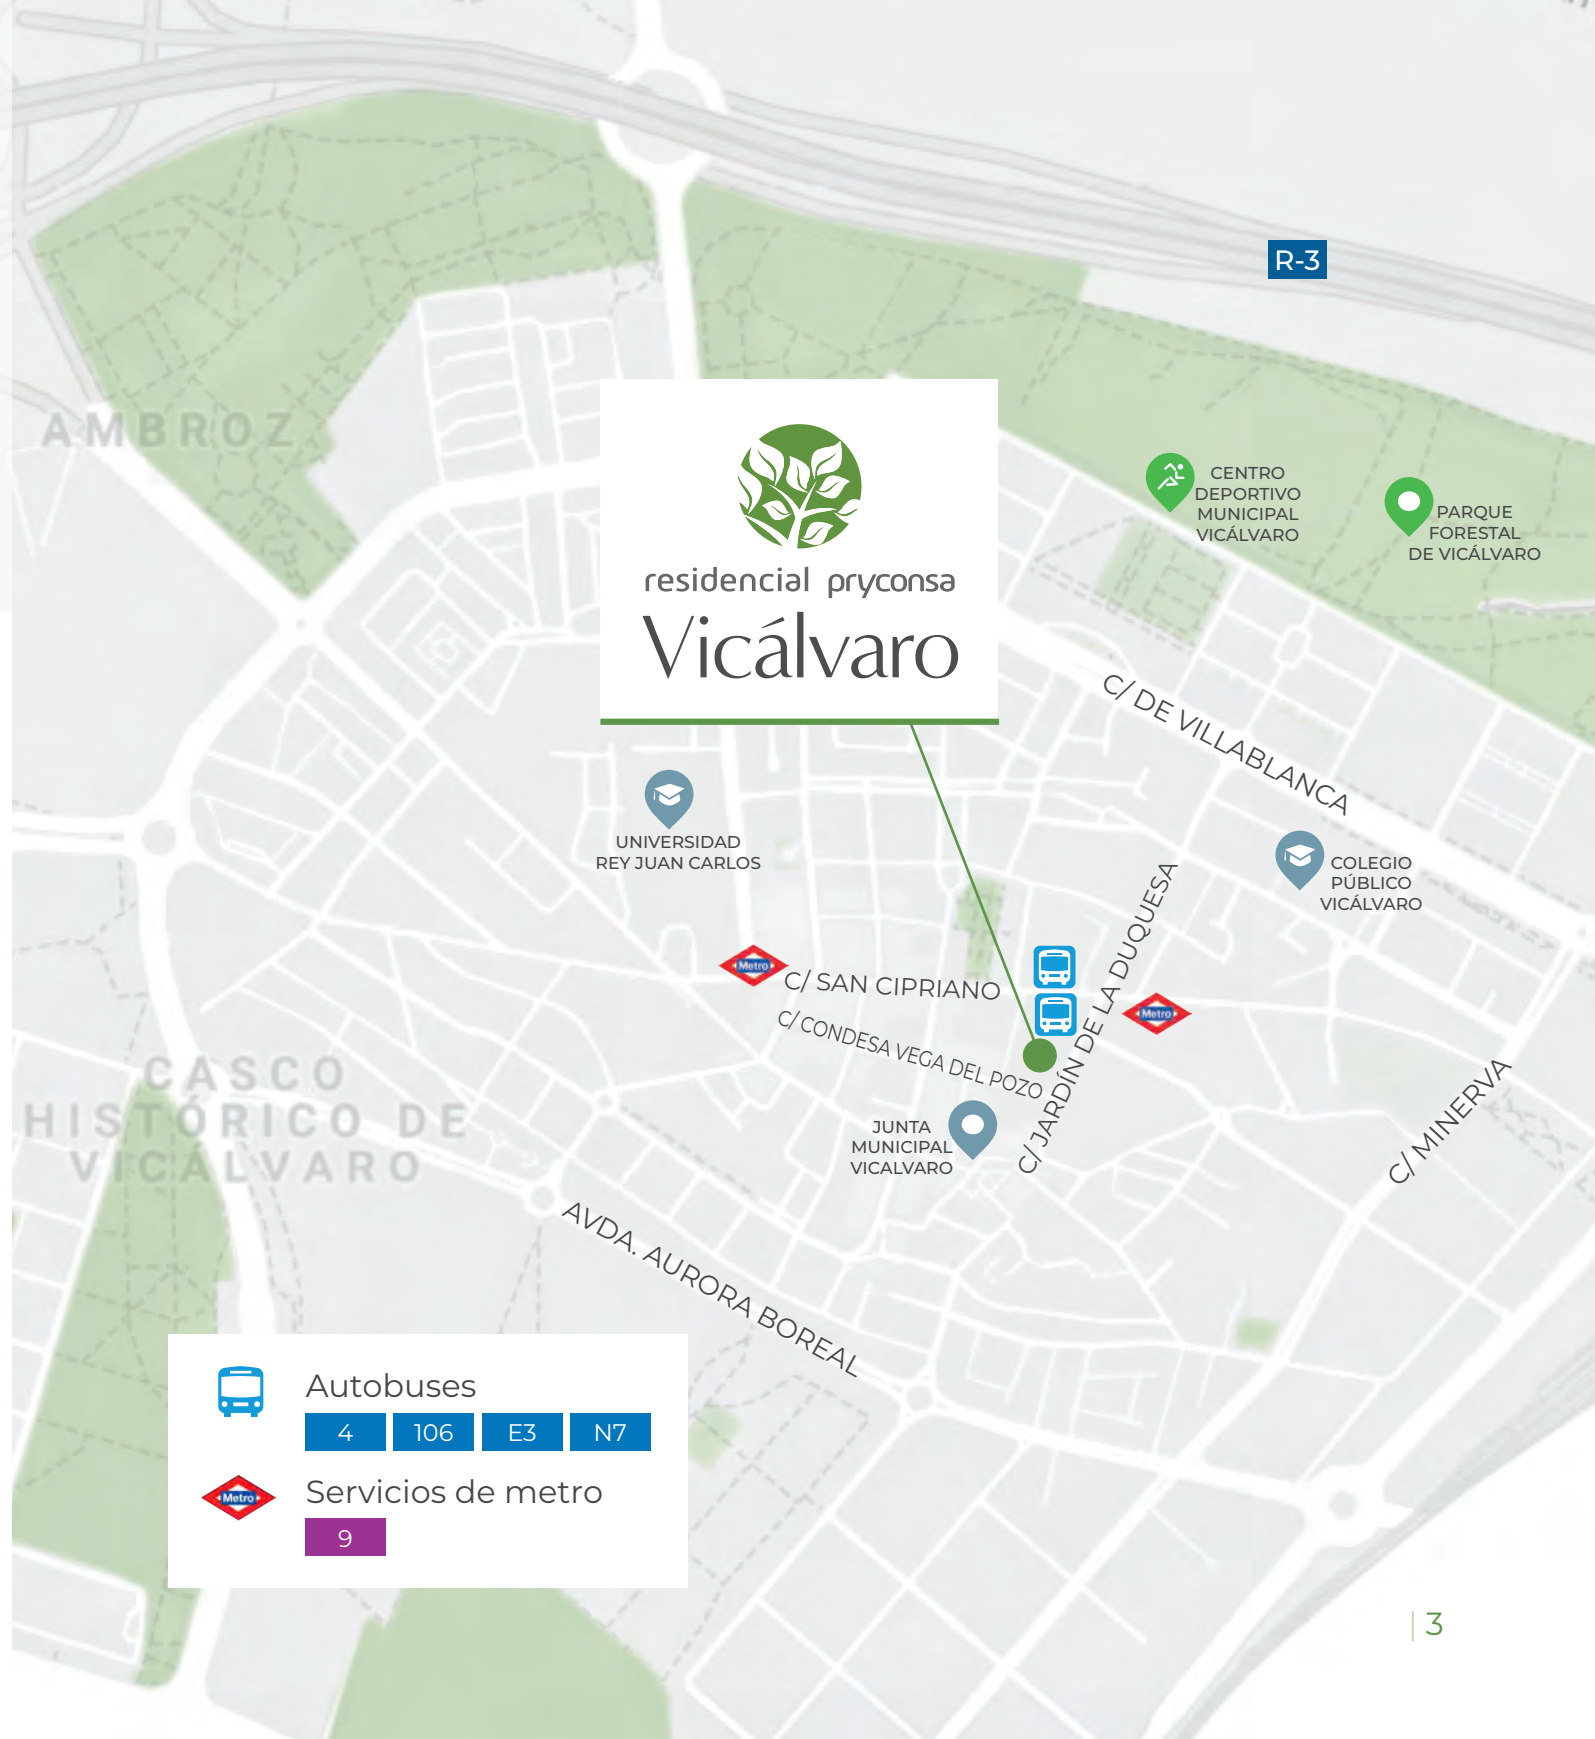 R-3
AMBROZ
CENTRO
DEPORTIVO
MUNICIPAL
VICÁLVARO
PARQUE
FORESTAL
DE VICÁLVARO
residencial pryconsa
Vicálvaro
C/ DE VILLABLANCA
UNIVERSIDAD
REY JUAN CARLOS
COLEGIO
PÚBLICO
VICÁLVARO
Metro
C/ SAN CIPRIANO
C/ CONDESA VEGA DEL POZO
C/ JARDÍN DE LA DUQUESA
Metro
C/ MINERVA
CASCO
HISTÓRICO DE
VICÁLVARO
JUNTA
MUNICIPAL
VICALVARO
AVDA. AURORA BOREAL
Autobuses
4 106 E3 N7
Metro
Servicios de metro
9
3